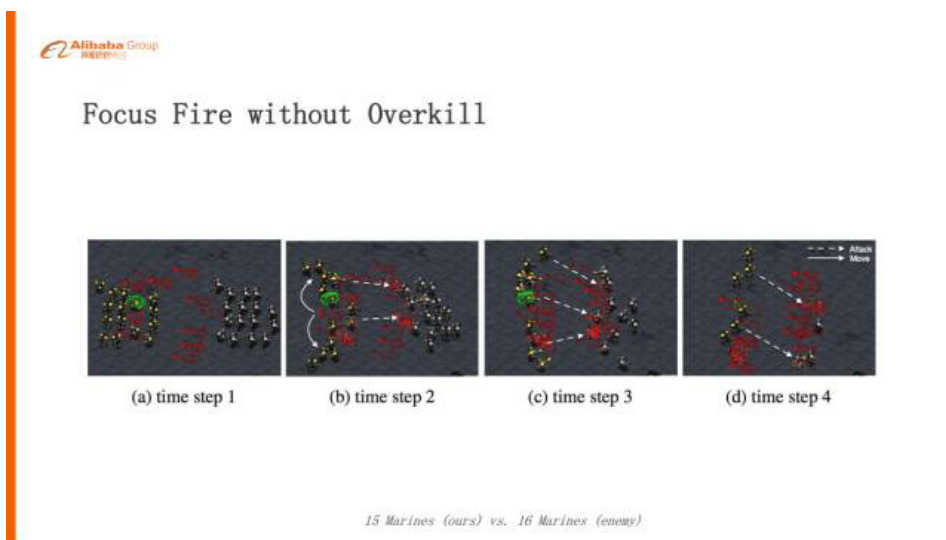 Alibaba Group
Focus Fire without Overkill
Attack
Move
(a) time step 1
(b) time step 2
(c) time step 3
(d) time step 4
15 Marines (ours) vs. 16 Marines (enemy)